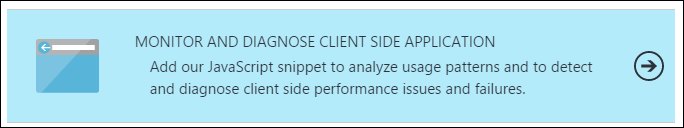 MONITOR AND DIAGNOSE CLIENT SIDE APPLICATION
Add our JavaScript snippet to analyze usage patterns and to detect
and diagnose client side performance issues and failures.